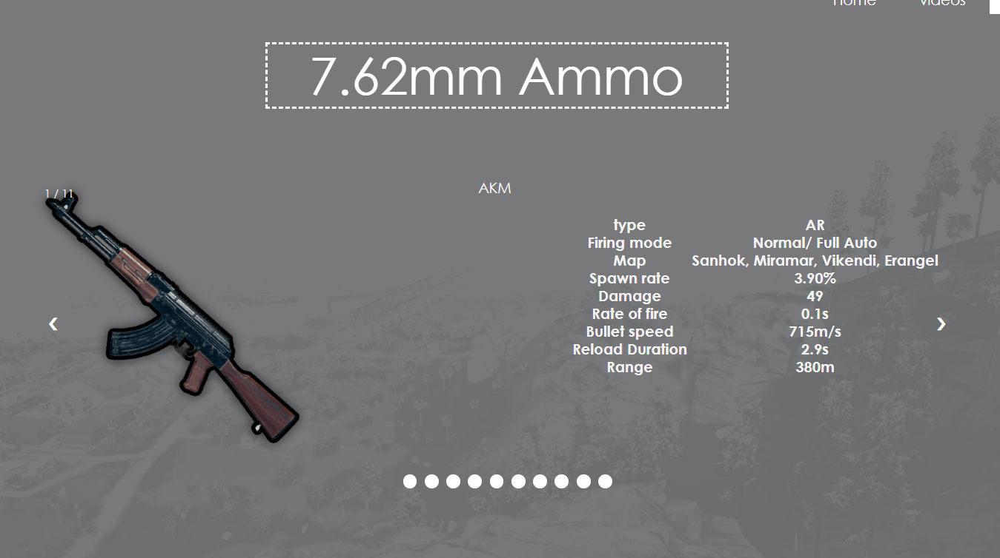 Home Videos
7.62mm Ammo
1 / 11
AKM
type AR
Firing mode Normal/ Full Auto
Map Sanhok, Miramar, Vikendi, Erangel
Spawn rate 3.90%
Damage 49
Rate of fire 0.1s
Bullet speed 715m/s
Reload Duration 2.9s
Range 380m